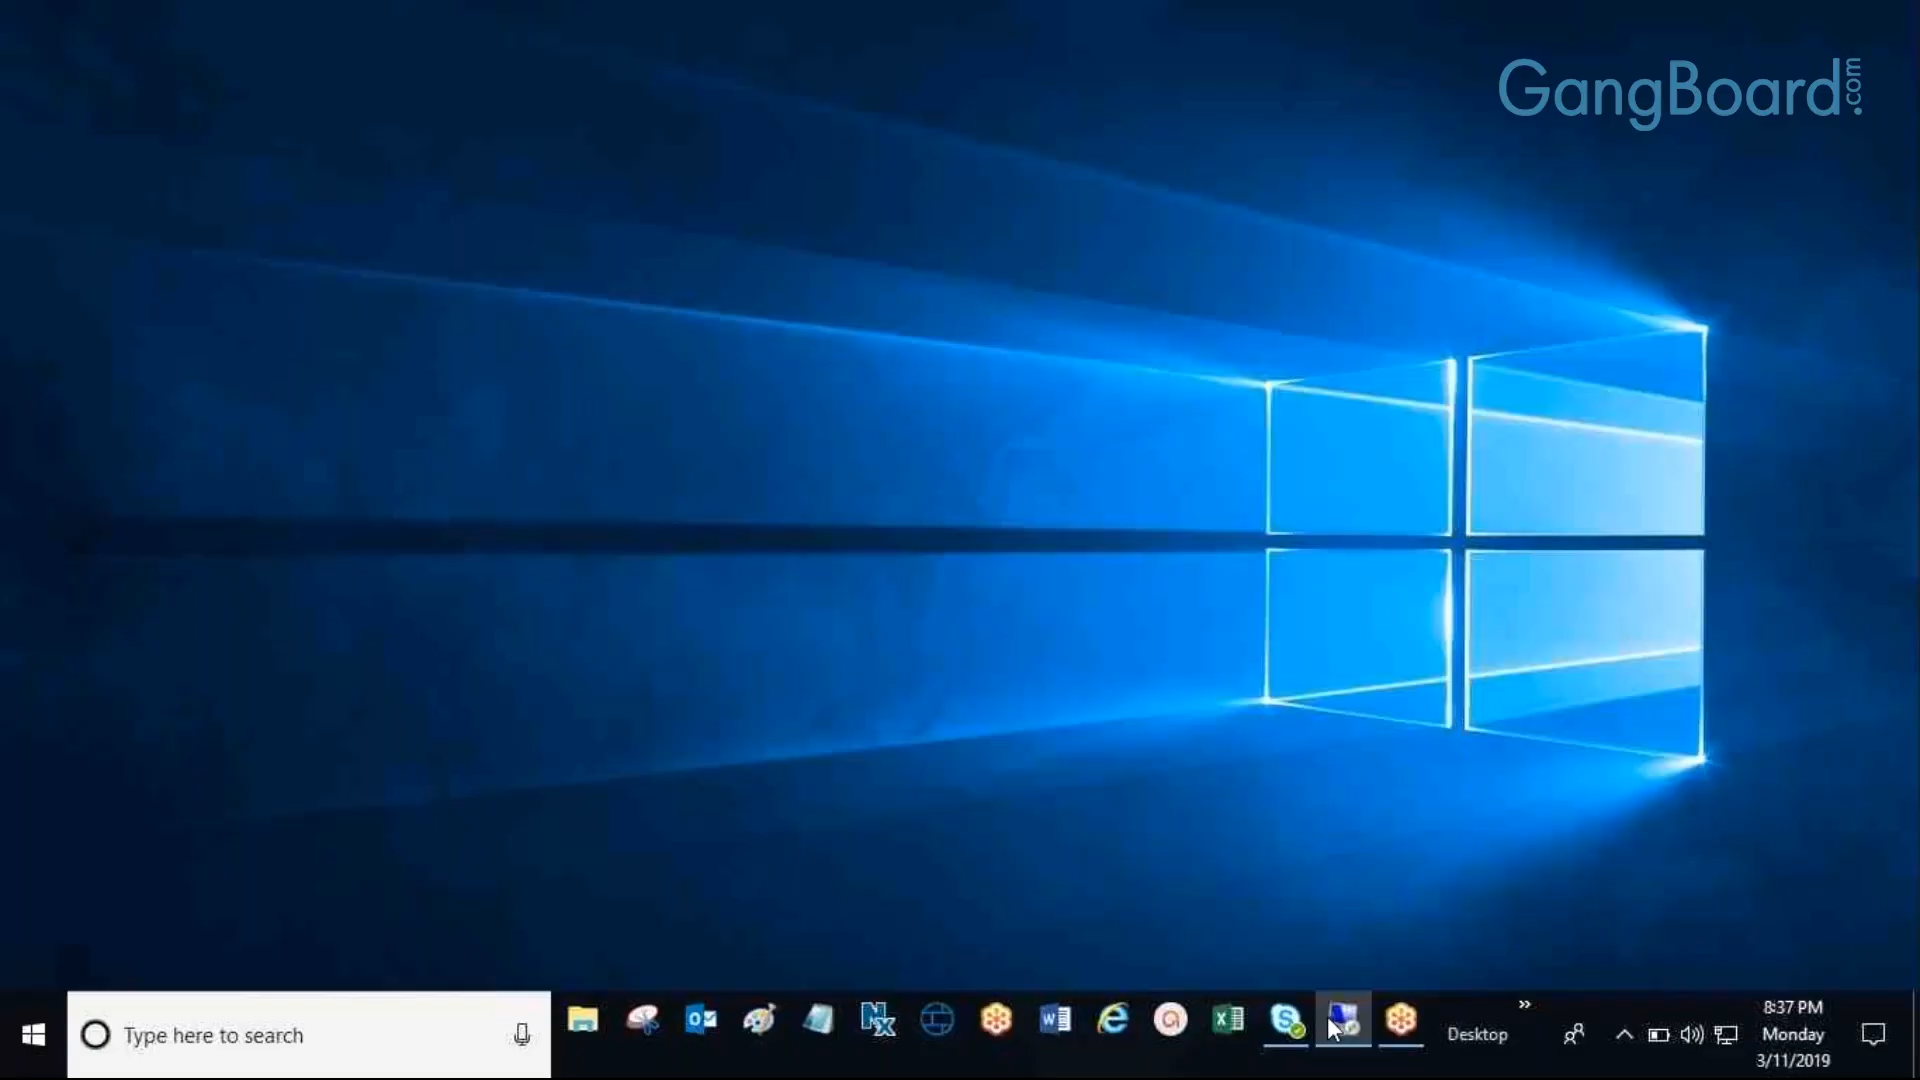 GangBoard.com
Type here to search
Desktop
8:37 PM
Monday
3/11/2019